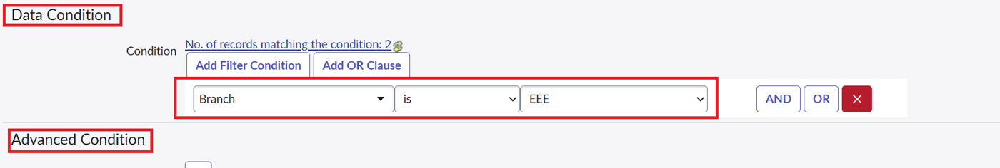 Data Condition
Condition
No. of records matching the condition: 2
Add Filter Condition Add OR Clause
Branch is EEE AND OR
Advanced Condition